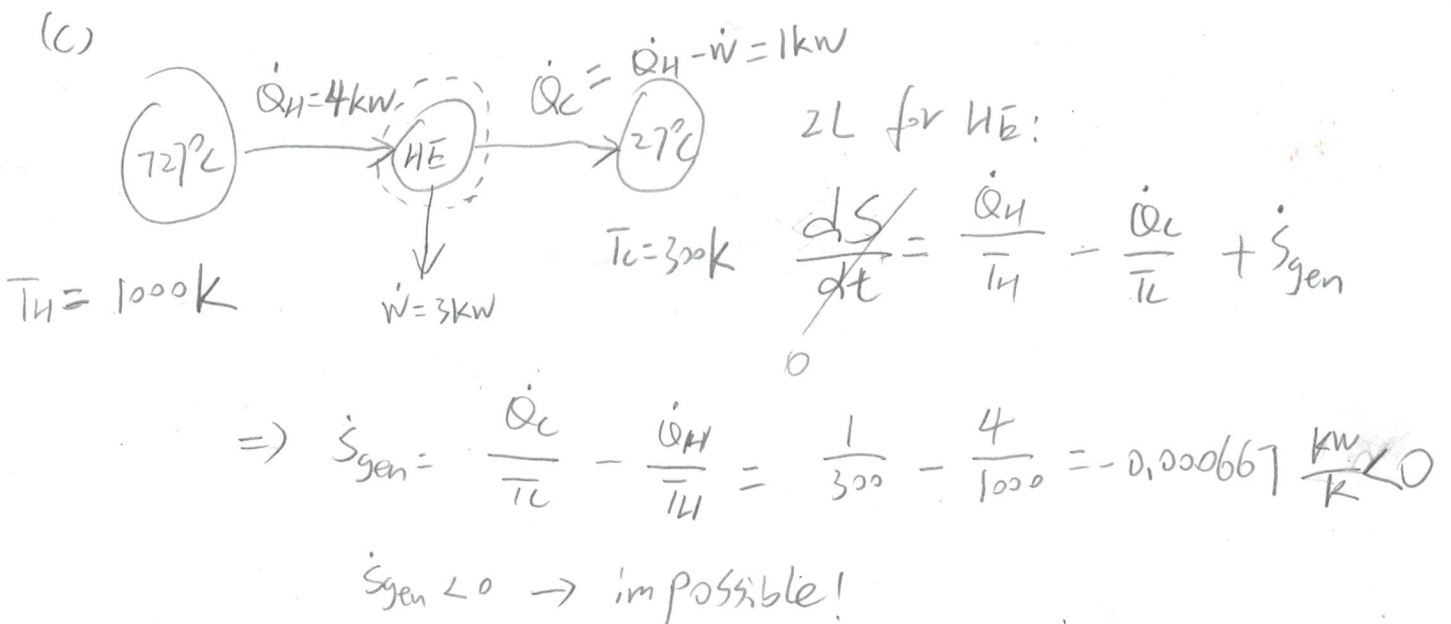 (c)
Q̇H=4kW
Q̇c = Q̇H-Ẇ = 1kW
727°C
HE
27°C
TH = 1000K
Ẇ=3kW
Tc=300K
2L for HE:
dS/dt = Q̇H/TH - Q̇c/Tc + Ṡgen
0
=> Ṡgen = Q̇c/Tc - Q̇H/TH = 1/300 - 4/1000 = -0.000667 kW/K <0
Ṡgen <0 → impossible!